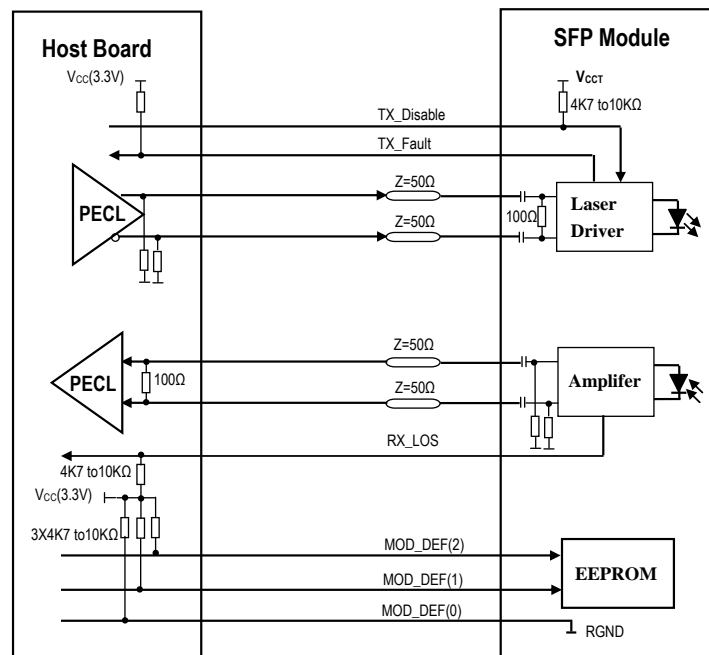 Host Board
SFP Module
VCC(3.3V)
VCCT
4K7 to10KΩ
TX_Disable
TX_Fault
Z=50Ω
PECL
100Ω
Laser
Driver
Z=50Ω
Z=50Ω
PECL
100Ω
Z=50Ω
Amplifer
RX_LOS
4K7 to10KΩ
VCC(3.3V)
3X4K7 to10KΩ
MOD_DEF(2)
EEPROM
MOD_DEF(1)
MOD_DEF(0)
RGND